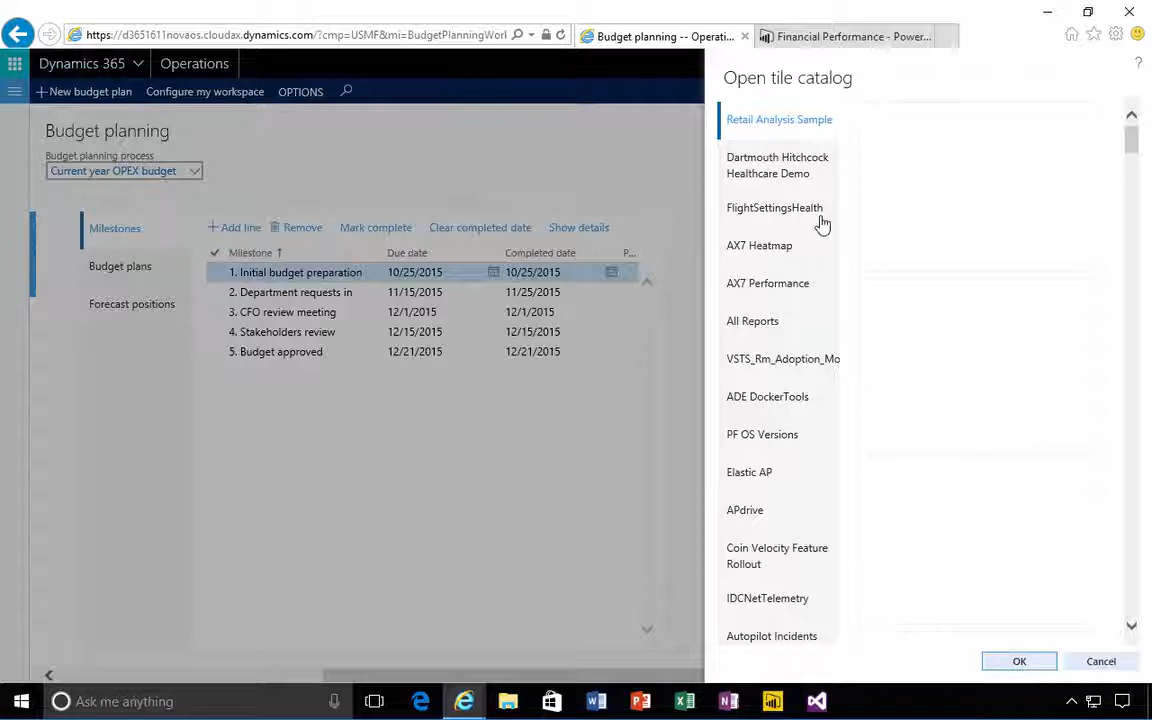 https://d3651611novaos.cloudax.dynamics.com/?cmp=USMF&mi=BudgetPlanningWorl
Budget planning -- Operati...
Financial Performance - Power...
Dynamics 365
Operations
New budget plan
Configure my workspace
OPTIONS
Budget planning
Budget planning process
Current year OPEX budget
Milestones
Budget plans
Forecast positions
Add line
Remove
Mark complete
Clear completed date
Show details
Milestone ↑ Due date Completed date P...
1. Initial budget preparation 10/25/2015 10/25/2015
2. Department requests in 11/15/2015 11/25/2015
3. CFO review meeting 12/1/2015 12/1/2015
4. Stakeholders review 12/15/2015 12/15/2015
5. Budget approved 12/21/2015 12/21/2015
?
Open tile catalog
Retail Analysis Sample
Dartmouth Hitchcock
Healthcare Demo
FlightSettingsHealth
AX7 Heatmap
AX7 Performance
All Reports
VSTS_Rm_Adoption_Mo
ADE DockerTools
PF OS Versions
Elastic AP
APdrive
Coin Velocity Feature
Rollout
IDCNetTelemetry
Autopilot Incidents
OK
Cancel
Ask me anything